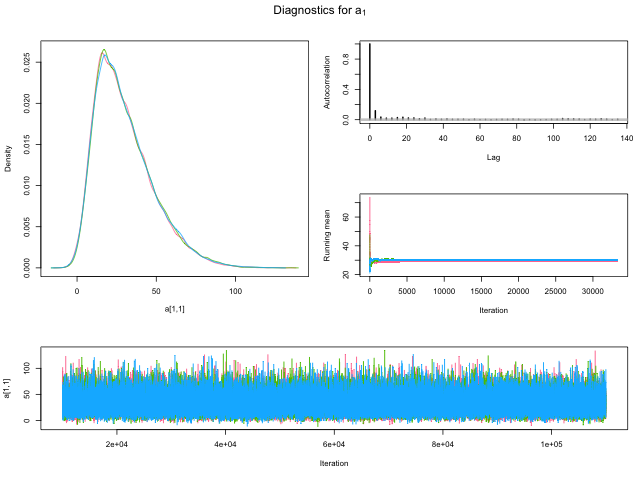 Diagnostics for a₁
Density
0.000
0.005
0.010
0.015
0.020
0.025
0
50
100
a[1,1]
Autocorrelation
0.0
0.4
0.8
0
20
40
60
80
100
120
140
Lag
Running mean
20
40
60
0
5000
10000
15000
20000
25000
30000
Iteration
a[1,1]
0
50
100
2e+04
4e+04
6e+04
8e+04
1e+05
Iteration